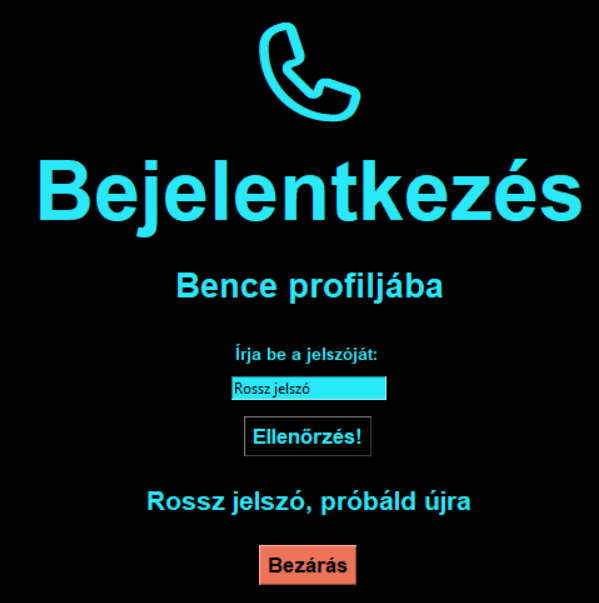 Bejelentkezés
Bence profiljába
Írja be a jelszóját:
Rossz jelszó
Ellenőrzés!
Rossz jelszó, próbáld újra
Bezárás